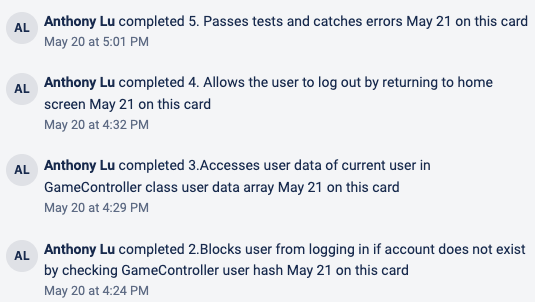 AL
Anthony Lu completed 5. Passes tests and catches errors May 21 on this card
May 20 at 5:01 PM
AL
Anthony Lu completed 4. Allows the user to log out by returning to home
screen May 21 on this card
May 20 at 4:32 PM
AL
Anthony Lu completed 3.Accesses user data of current user in
GameController class user data array May 21 on this card
May 20 at 4:29 PM
AL
Anthony Lu completed 2.Blocks user from logging in if account does not exist
by checking GameController user hash May 21 on this card
May 20 at 4:24 PM